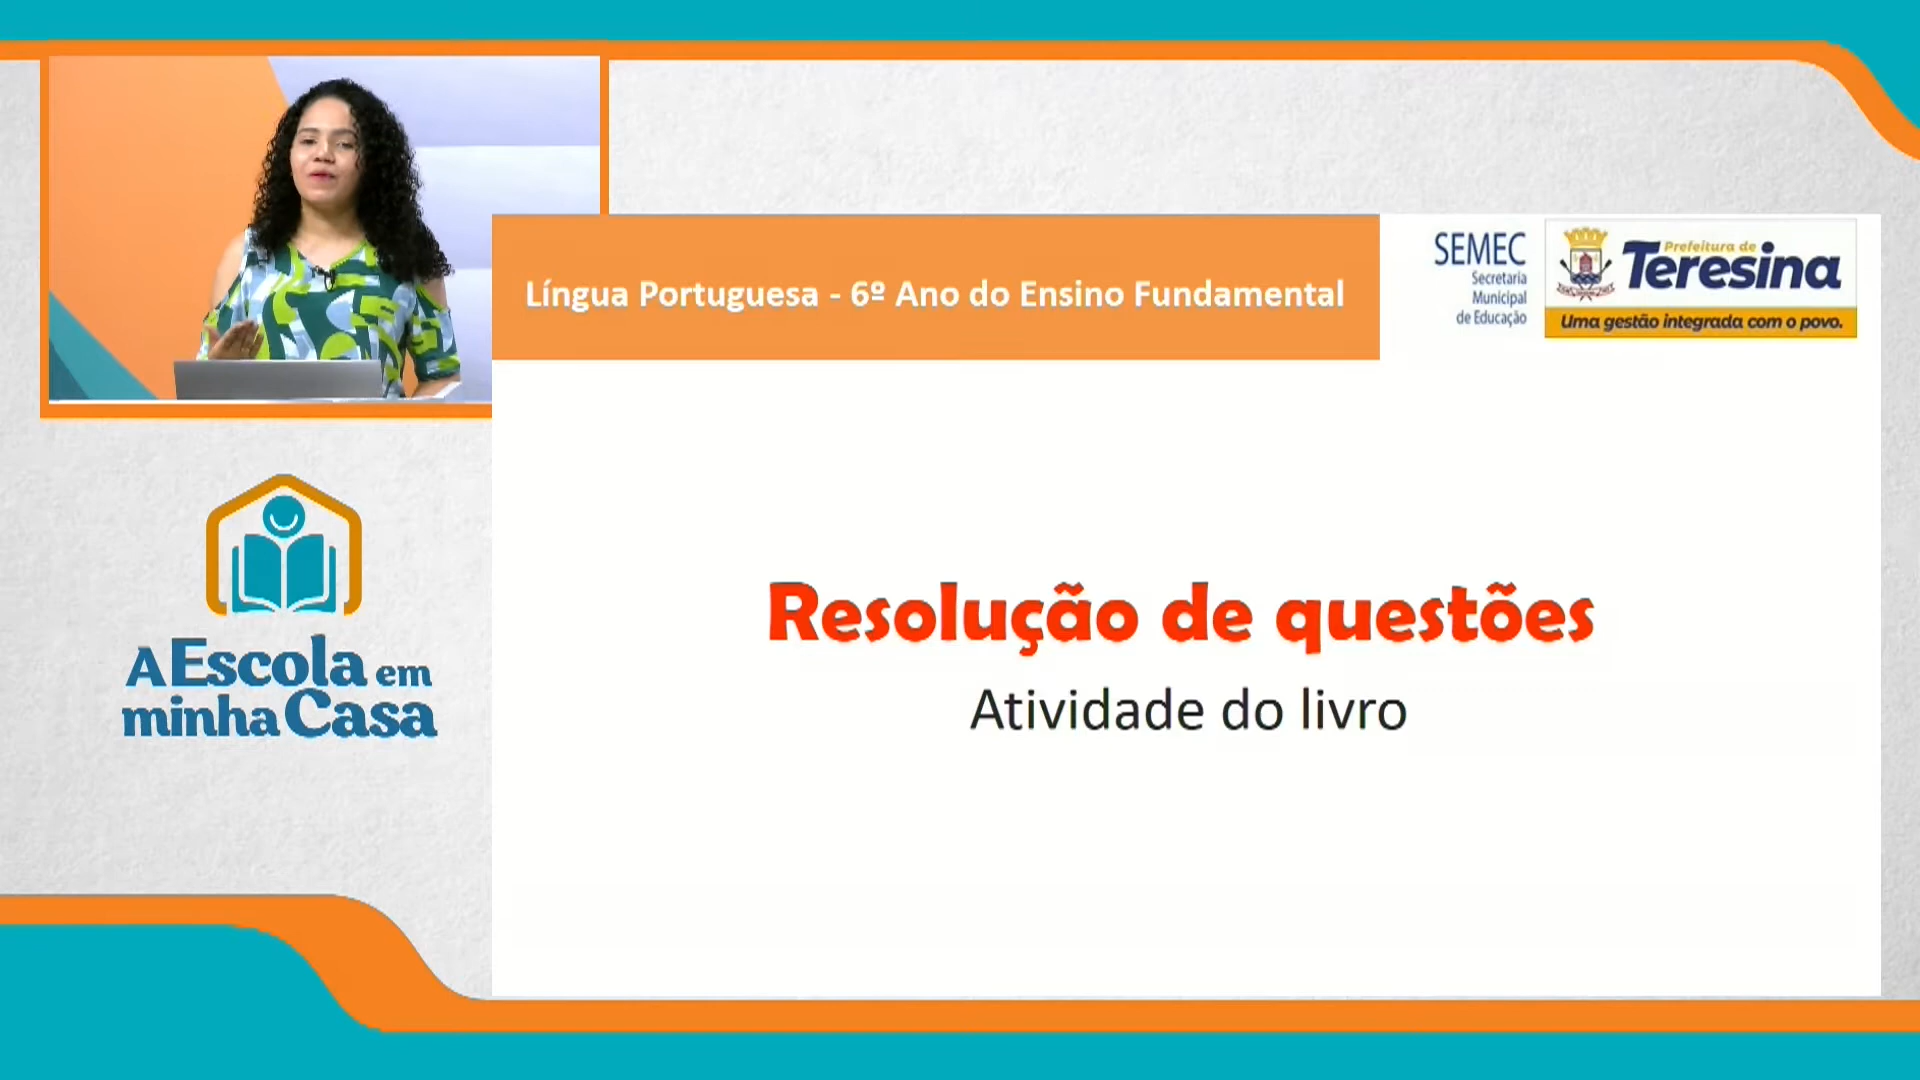 Língua Portuguesa - 6º Ano do Ensino Fundamental
SEMEC
Secretaria
Municipal
de Educação
Prefeitura de
Teresina
Uma gestão integrada com o povo.
Resolução de questões
Atividade do livro
A Escola em
minha Casa